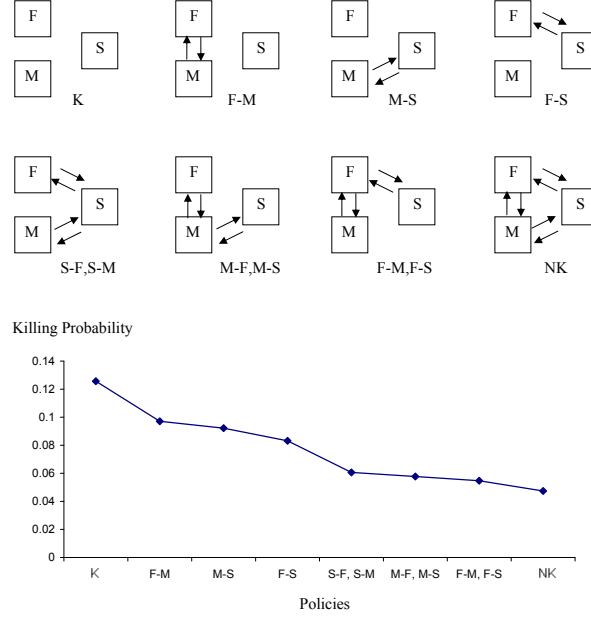 F
S
M
K
F
S
M
F-M
F
S
M
M-S
F
S
M
F-S
F
S
M
S-F,S-M
F
S
M
M-F,M-S
F
S
M
F-M,F-S
F
S
M
NK
Killing Probability
0.14
0.12
0.1
0.08
0.06
0.04
0.02
0
K F-M M-S F-S S-F, S-M M-F, M-S F-M, F-S NK
Policies